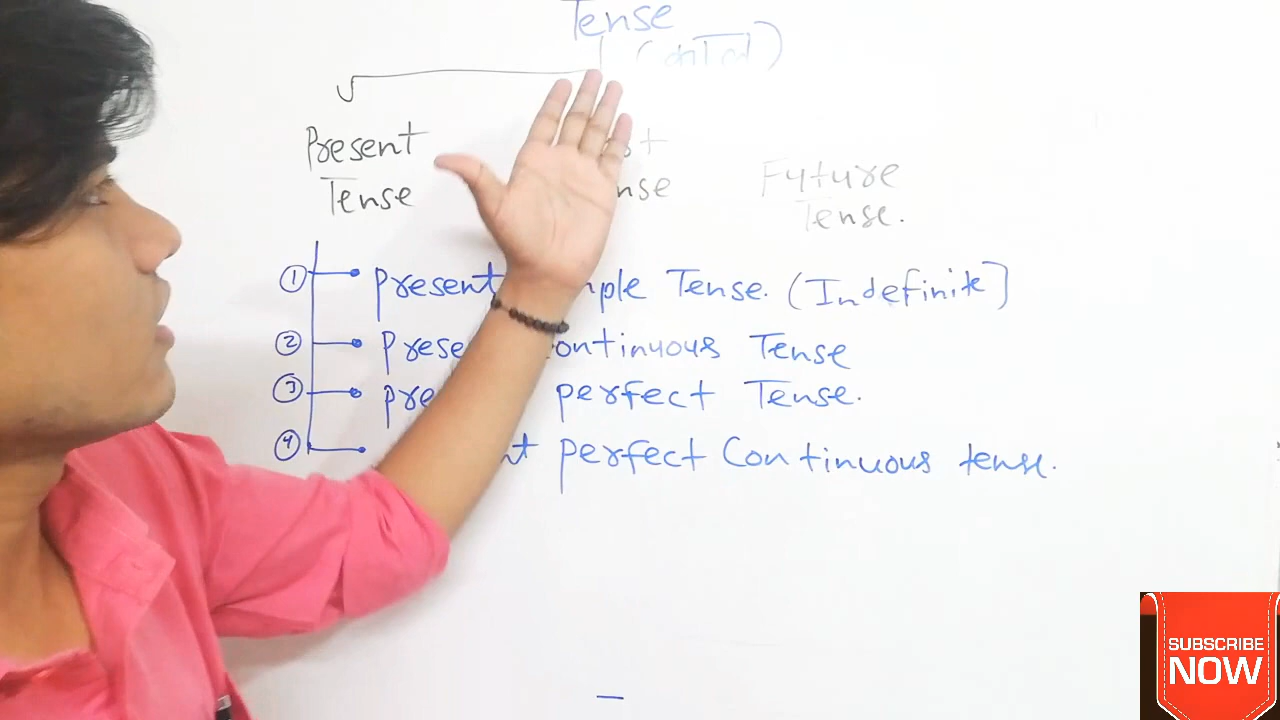 Tense
Present
Tense
nse
Future
Tense.
① Present mple Tense. (Indefinite]
② Prese ontinuous Tense
③ pre perfect Tense.
④ nt perfect Continuous tense.
SUBSCRIBE
NOW